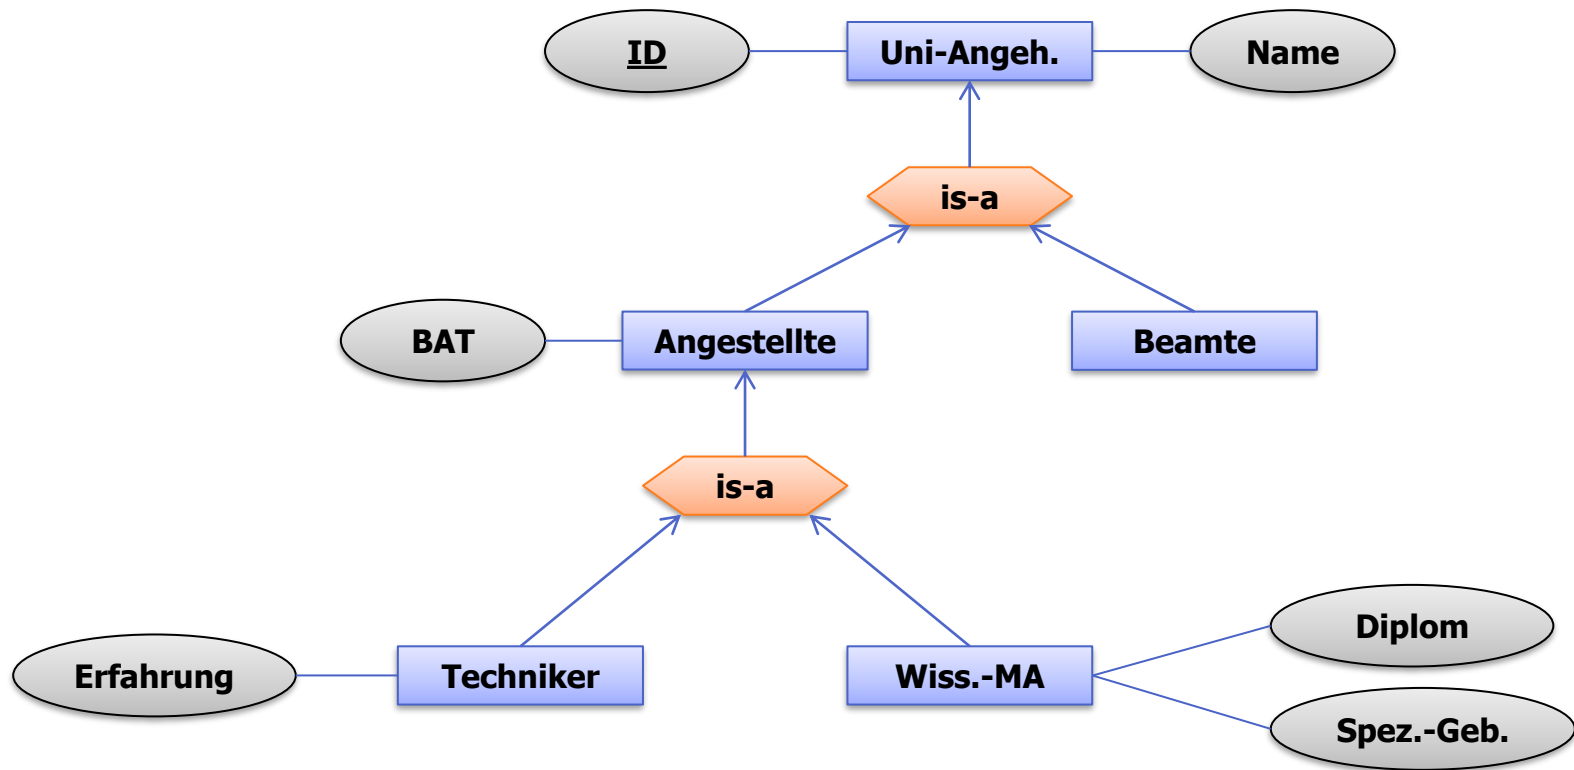 ID
Uni-Angeh.
Name
is-a
BAT
Angestellte
Beamte
is-a
Erfahrung
Techniker
Wiss.-MA
Diplom
Spez.-Geb.